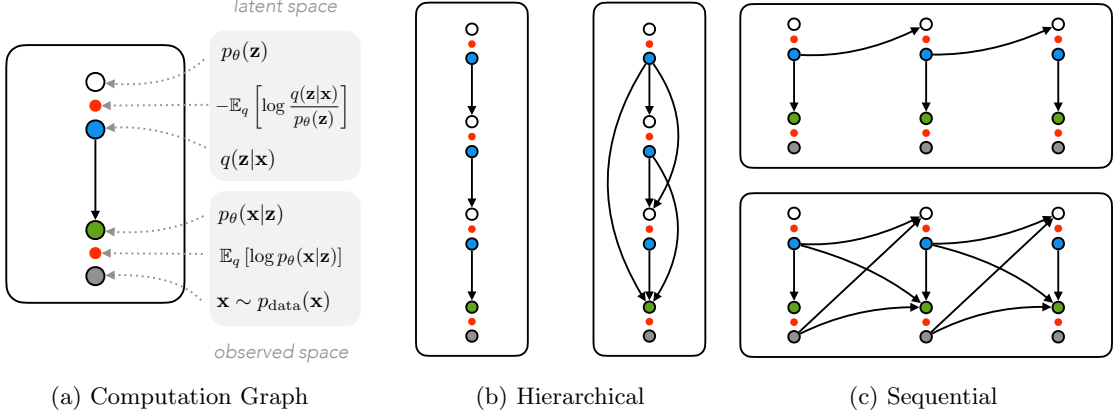 latent space
p_θ(𝐳)
−𝔼_q [log q(𝐳|𝐱) / p_θ(𝐳)]
q(𝐳|𝐱)
p_θ(𝐱|𝐳)
𝔼_q [log p_θ(𝐱|𝐳)]
𝐱 ∼ p_data(𝐱)
observed space
(a) Computation Graph
(b) Hierarchical
(c) Sequential